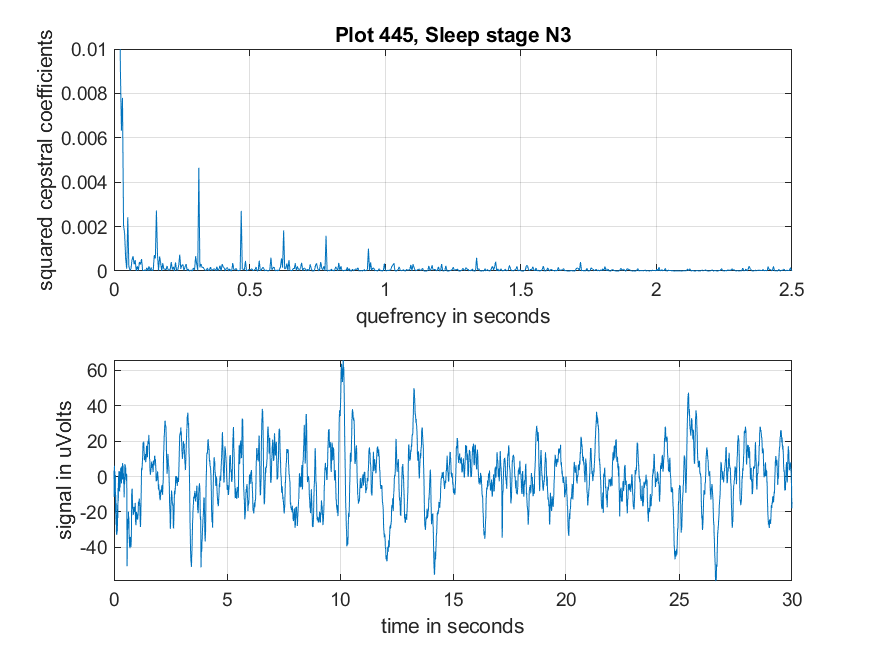 Plot 445, Sleep stage N3
squared cepstral coefficients
0.01
0.008
0.006
0.004
0.002
0
0 0.5 1 1.5 2 2.5
quefrency in seconds
signal in uVolts
60
40
20
0
-20
-40
0 5 10 15 20 25 30
time in seconds